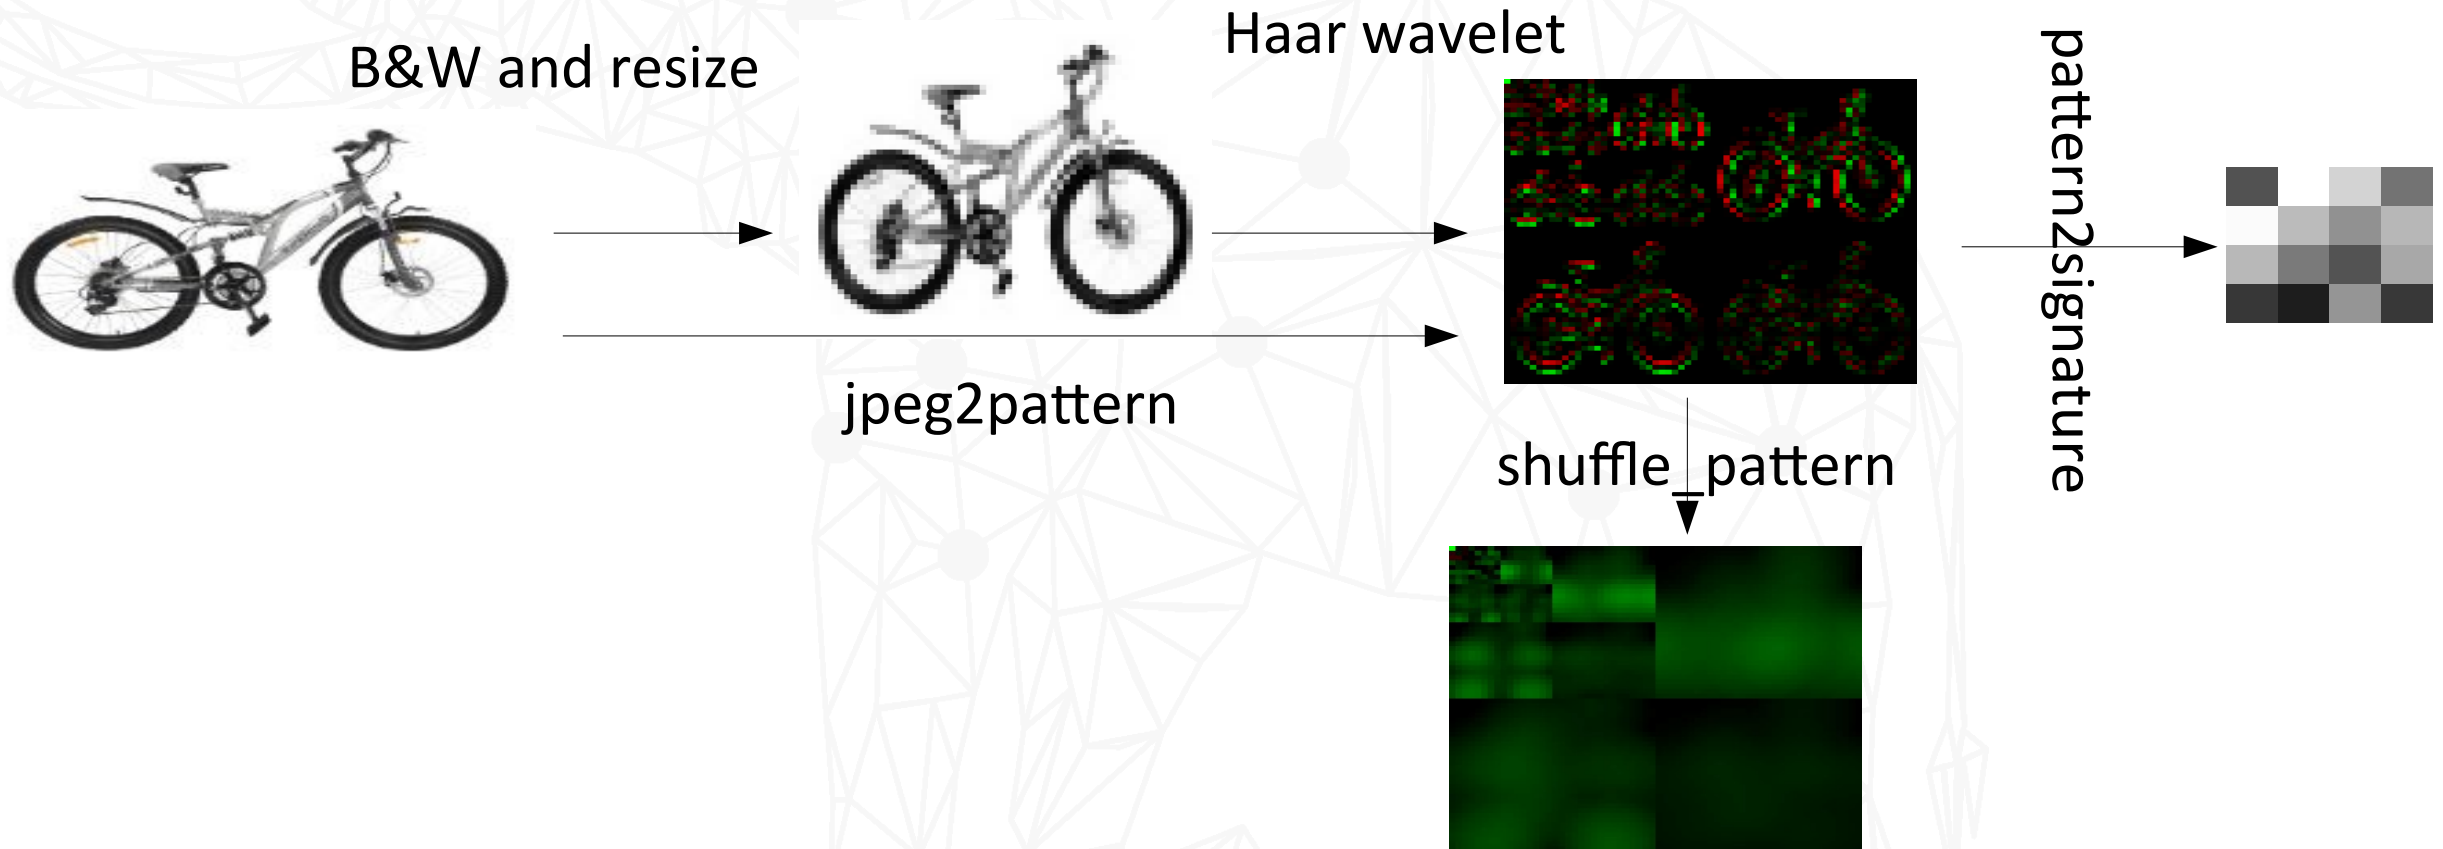 B&W and resize
Haar wavelet
jpeg2pattern
shuffle_pattern
pattern2signature